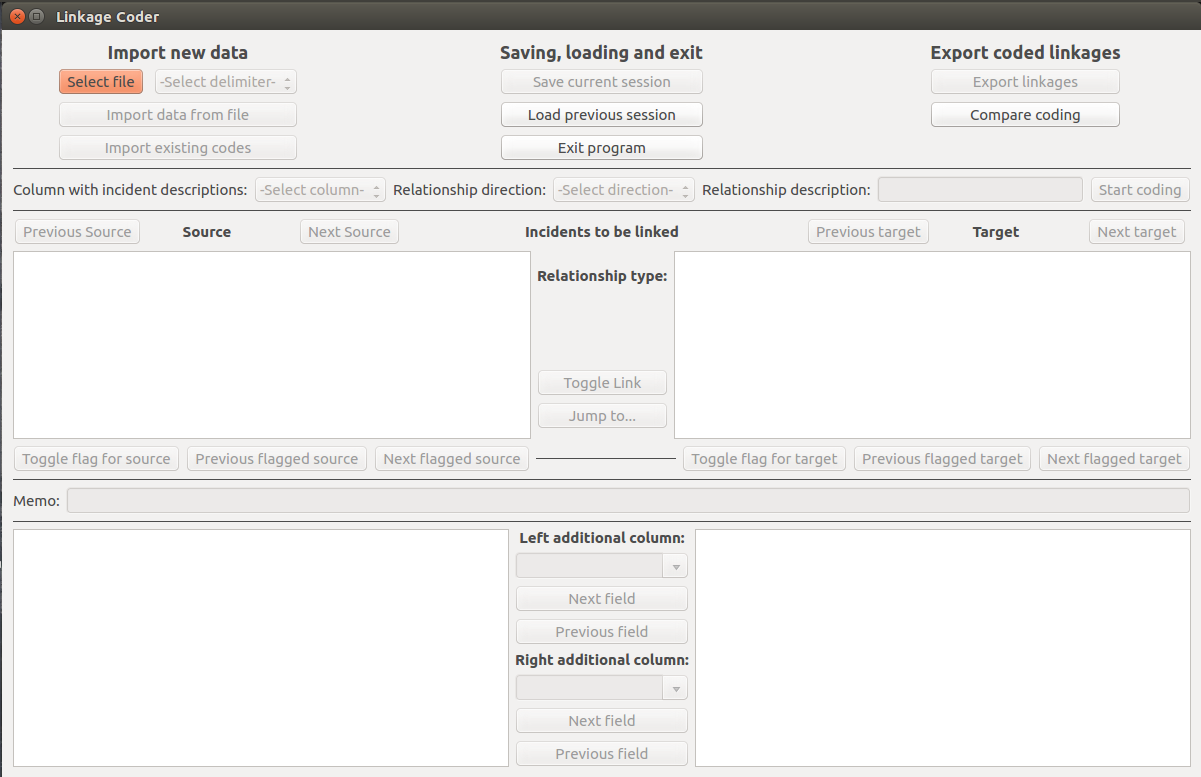 Linkage Coder
Import new data
Saving, loading and exit
Export coded linkages
Select file
-Select delimiter-
Save current session
Export linkages
Import data from file
Load previous session
Compare coding
Import existing codes
Exit program
Column with incident descriptions: -Select column- Relationship direction: -Select direction- Relationship description: Start coding
Previous Source Source Next Source Incidents to be linked Previous target Target Next target
Relationship type:
Toggle Link
Jump to...
Toggle flag for source Previous flagged source Next flagged source Toggle flag for target Previous flagged target Next flagged target
Memo:
Left additional column:
Next field
Previous field
Right additional column:
Next field
Previous field